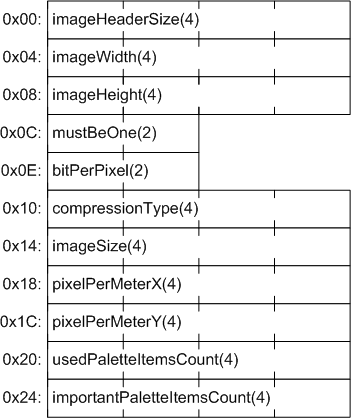 0x00: imageHeaderSize(4)
0x04: imageWidth(4)
0x08: imageHeight(4)
0x0C: mustBeOne(2)
0x0E: bitPerPixel(2)
0x10: compressionType(4)
0x14: imageSize(4)
0x18: pixelPerMeterX(4)
0x1C: pixelPerMeterY(4)
0x20: usedPaletteItemsCount(4)
0x24: importantPaletteItemsCount(4)